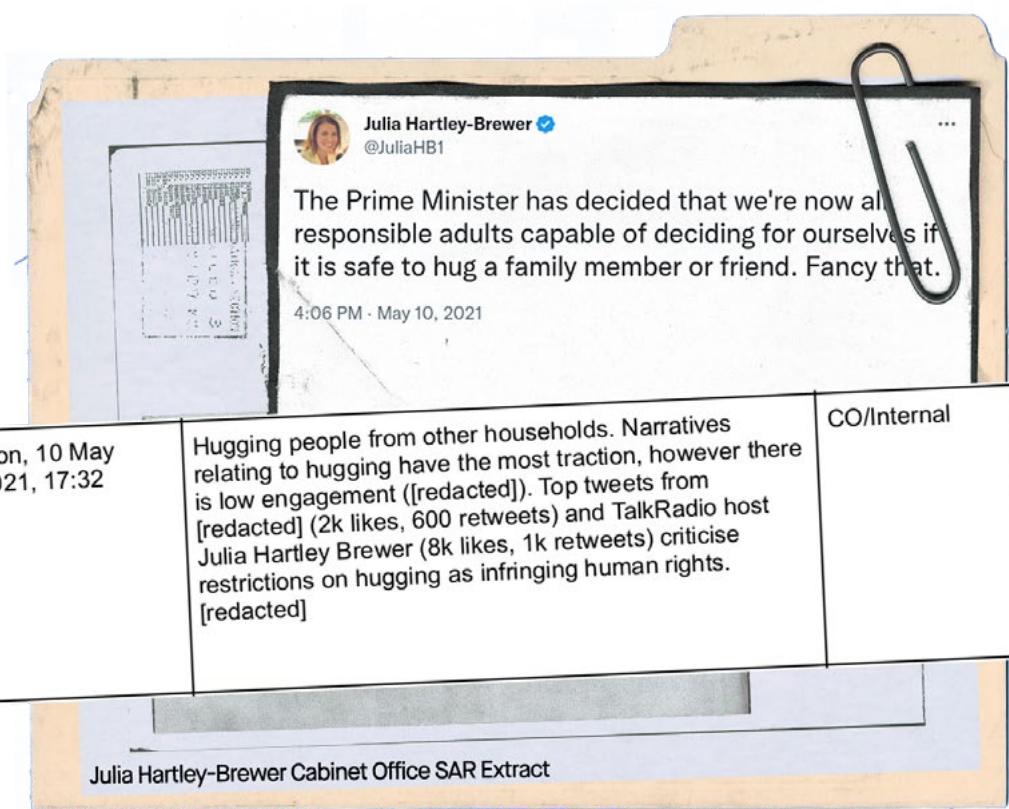 Julia Hartley-Brewer
@JuliaHB1
The Prime Minister has decided that we're now all
responsible adults capable of deciding for ourselves if
it is safe to hug a family member or friend. Fancy that.
4:06 PM · May 10, 2021
on, 10 May
021, 17:32
Hugging people from other households. Narratives
relating to hugging have the most traction, however there
is low engagement ([redacted]). Top tweets from
[redacted] (2k likes, 600 retweets) and TalkRadio host
Julia Hartley Brewer (8k likes, 1k retweets) criticise
restrictions on hugging as infringing human rights.
[redacted]
CO/Internal
Julia Hartley-Brewer Cabinet Office SAR Extract